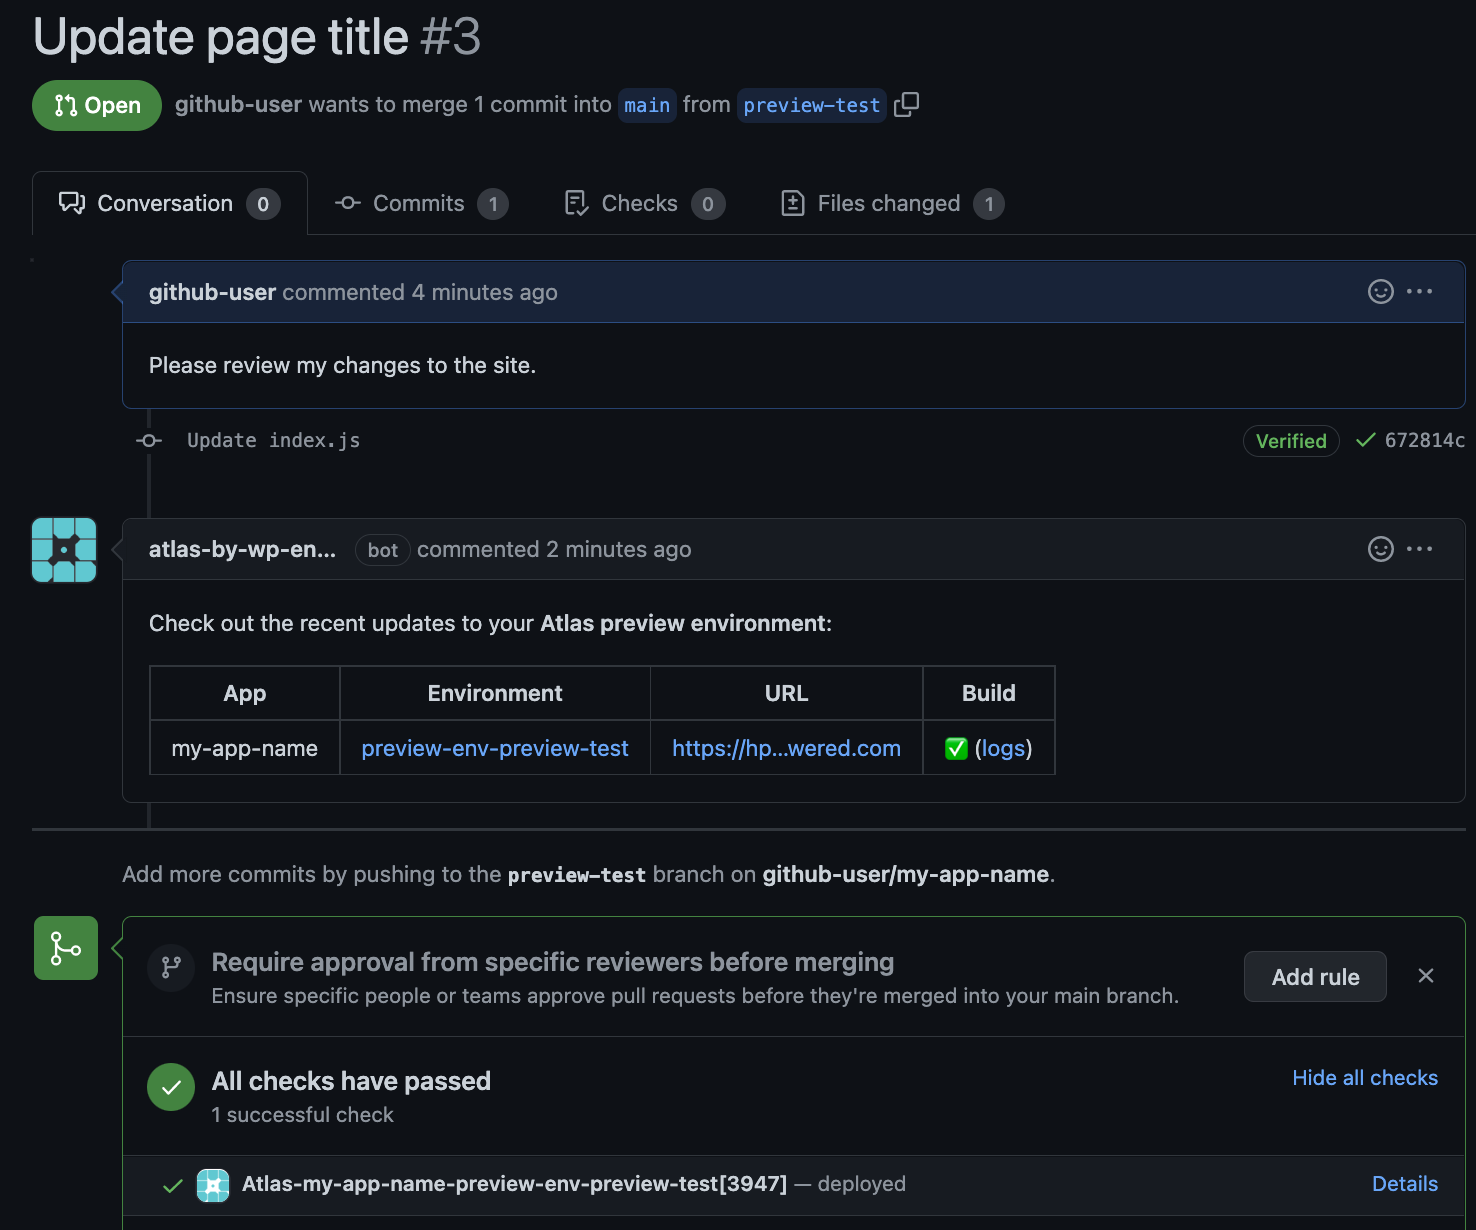 Update page title #3
Open github-user wants to merge 1 commit into main from preview-test
Conversation 0 Commits 1 Checks 0 Files changed 1
github-user commented 4 minutes ago
Please review my changes to the site.
Update index.js Verified 672814c
atlas-by-wp-en... bot commented 2 minutes ago
Check out the recent updates to your Atlas preview environment:
App Environment URL Build
my-app-name preview-env-preview-test https://hp...wered.com ✅ (logs)
Add more commits by pushing to the preview-test branch on github-user/my-app-name.
Require approval from specific reviewers before merging
Ensure specific people or teams approve pull requests before they're merged into your main branch.
Add rule
All checks have passed
Hide all checks
1 successful check
Atlas-my-app-name-preview-env-preview-test[3947] — deployed Details